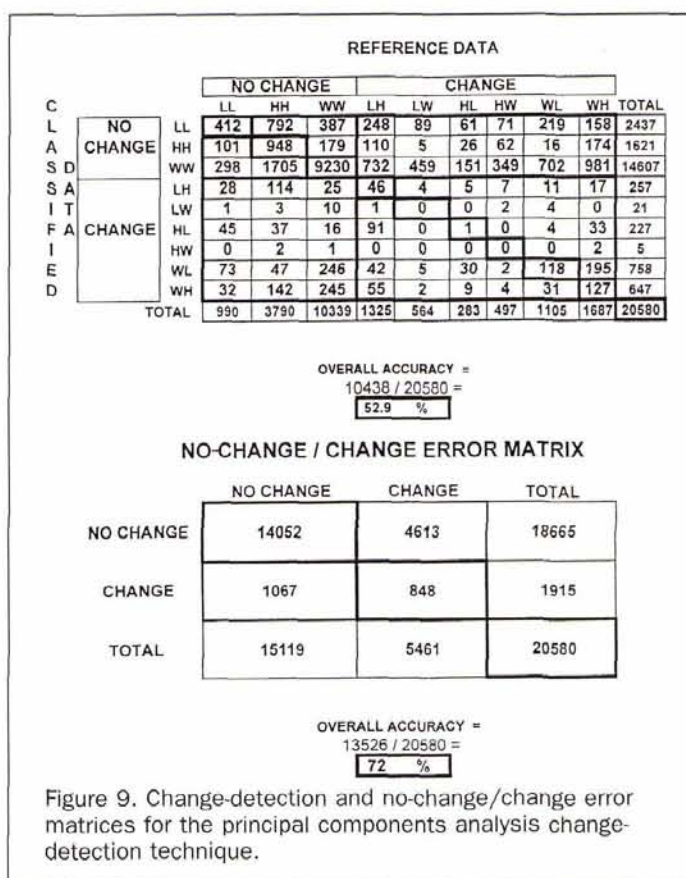 REFERENCE DATA
NO CHANGE CHANGE
C LL HH WW LH LW HL HW WL WH TOTAL
L NO LL 412 792 387 248 89 61 71 219 158 2437
A CHANGE HH 101 948 179 110 5 26 62 16 174 1621
S D WW 298 1705 9230 732 459 151 349 702 981 14607
S A LH 28 114 25 46 4 5 7 11 17 257
I T LW 1 3 10 1 0 0 2 4 0 21
F A CHANGE HL 45 37 16 91 0 1 0 4 33 227
I HW 0 2 1 0 0 0 0 0 2 5
E WL 73 47 246 42 5 30 2 118 195 758
D WH 32 142 245 55 2 9 4 31 127 647
TOTAL 990 3790 10339 1325 564 283 497 1105 1687 20580
OVERALL ACCURACY =
10438 / 20580 =
52.9 %
NO-CHANGE / CHANGE ERROR MATRIX
NO CHANGE CHANGE TOTAL
NO CHANGE 14052 4613 18665
CHANGE 1067 848 1915
TOTAL 15119 5461 20580
OVERALL ACCURACY =
13526 / 20580 =
72 %
Figure 9. Change-detection and no-change/change error
matrices for the principal components analysis change-
detection technique.